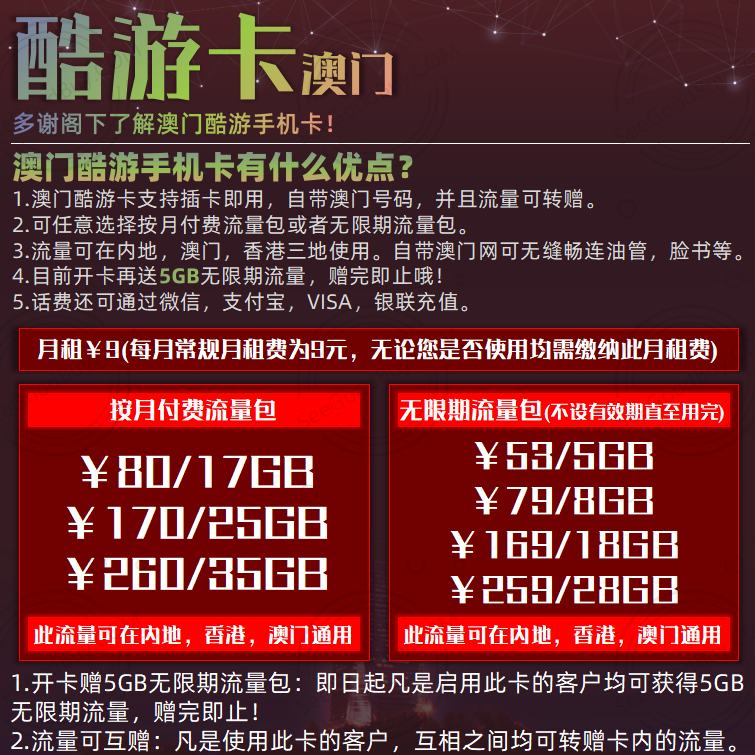 酷游卡澳门
多谢阁下了解澳门酷游手机卡！
澳门酷游手机卡有什么优点？
1.澳门酷游卡支持插卡即用，自带澳门号码，并且流量可转赠。
2.可任意选择按月付费流量包或者无限期流量包。
3.流量可在内地，澳门，香港三地使用。自带澳门网可无缝畅连油管，脸书等。
4.目前开卡再送5GB无限期流量，赠完即止哦！
5.话费还可通过微信，支付宝，VISA，银联充值。
月租￥9(每月常规月租费为9元，无论您是否使用均需缴纳此月租费)
按月付费流量包
￥80/17GB
￥170/25GB
￥260/35GB
此流量可在内地，香港，澳门通用
无限期流量包(不设有效期直至用完)
￥53/5GB
￥79/8GB
￥169/18GB
￥259/28GB
此流量可在内地，香港，澳门通用
1.开卡赠5GB无限期流量包：即日起凡是启用此卡的客户均可获得5GB
无限期流量，赠完即止！
2.流量可互赠：凡是使用此卡的客户，互相之间均可转赠卡内的流量。